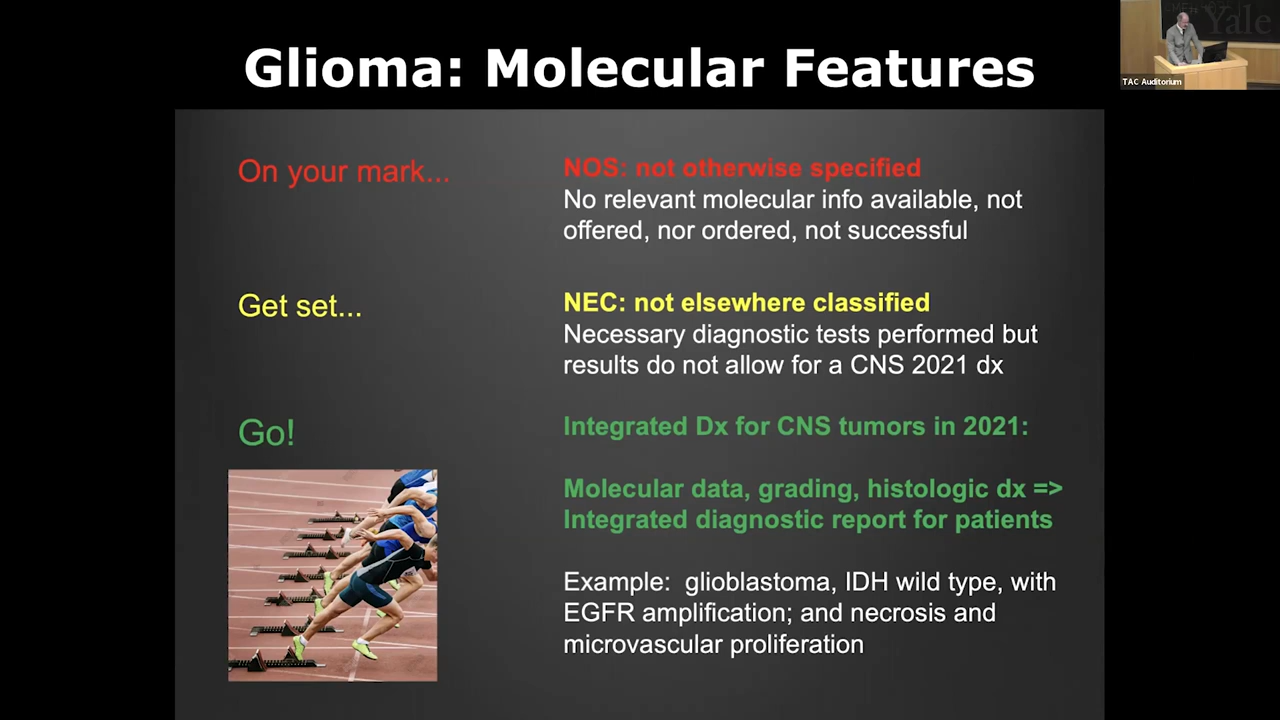 Glioma: Molecular Features
Yale
TAC Auditorium
On your mark...
NOS: not otherwise specified
No relevant molecular info available, not
offered, nor ordered, not successful
Get set...
NEC: not elsewhere classified
Necessary diagnostic tests performed but
results do not allow for a CNS 2021 dx
Go!
Integrated Dx for CNS tumors in 2021:
Molecular data, grading, histologic dx =>
Integrated diagnostic report for patients
Example:  glioblastoma, IDH wild type, with
EGFR amplification; and necrosis and
microvascular proliferation